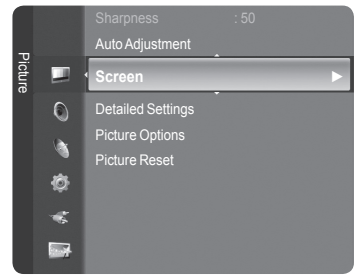 Picture
Sharpness : 50
Auto Adjustment
Screen
Detailed Settings
Picture Options
Picture Reset